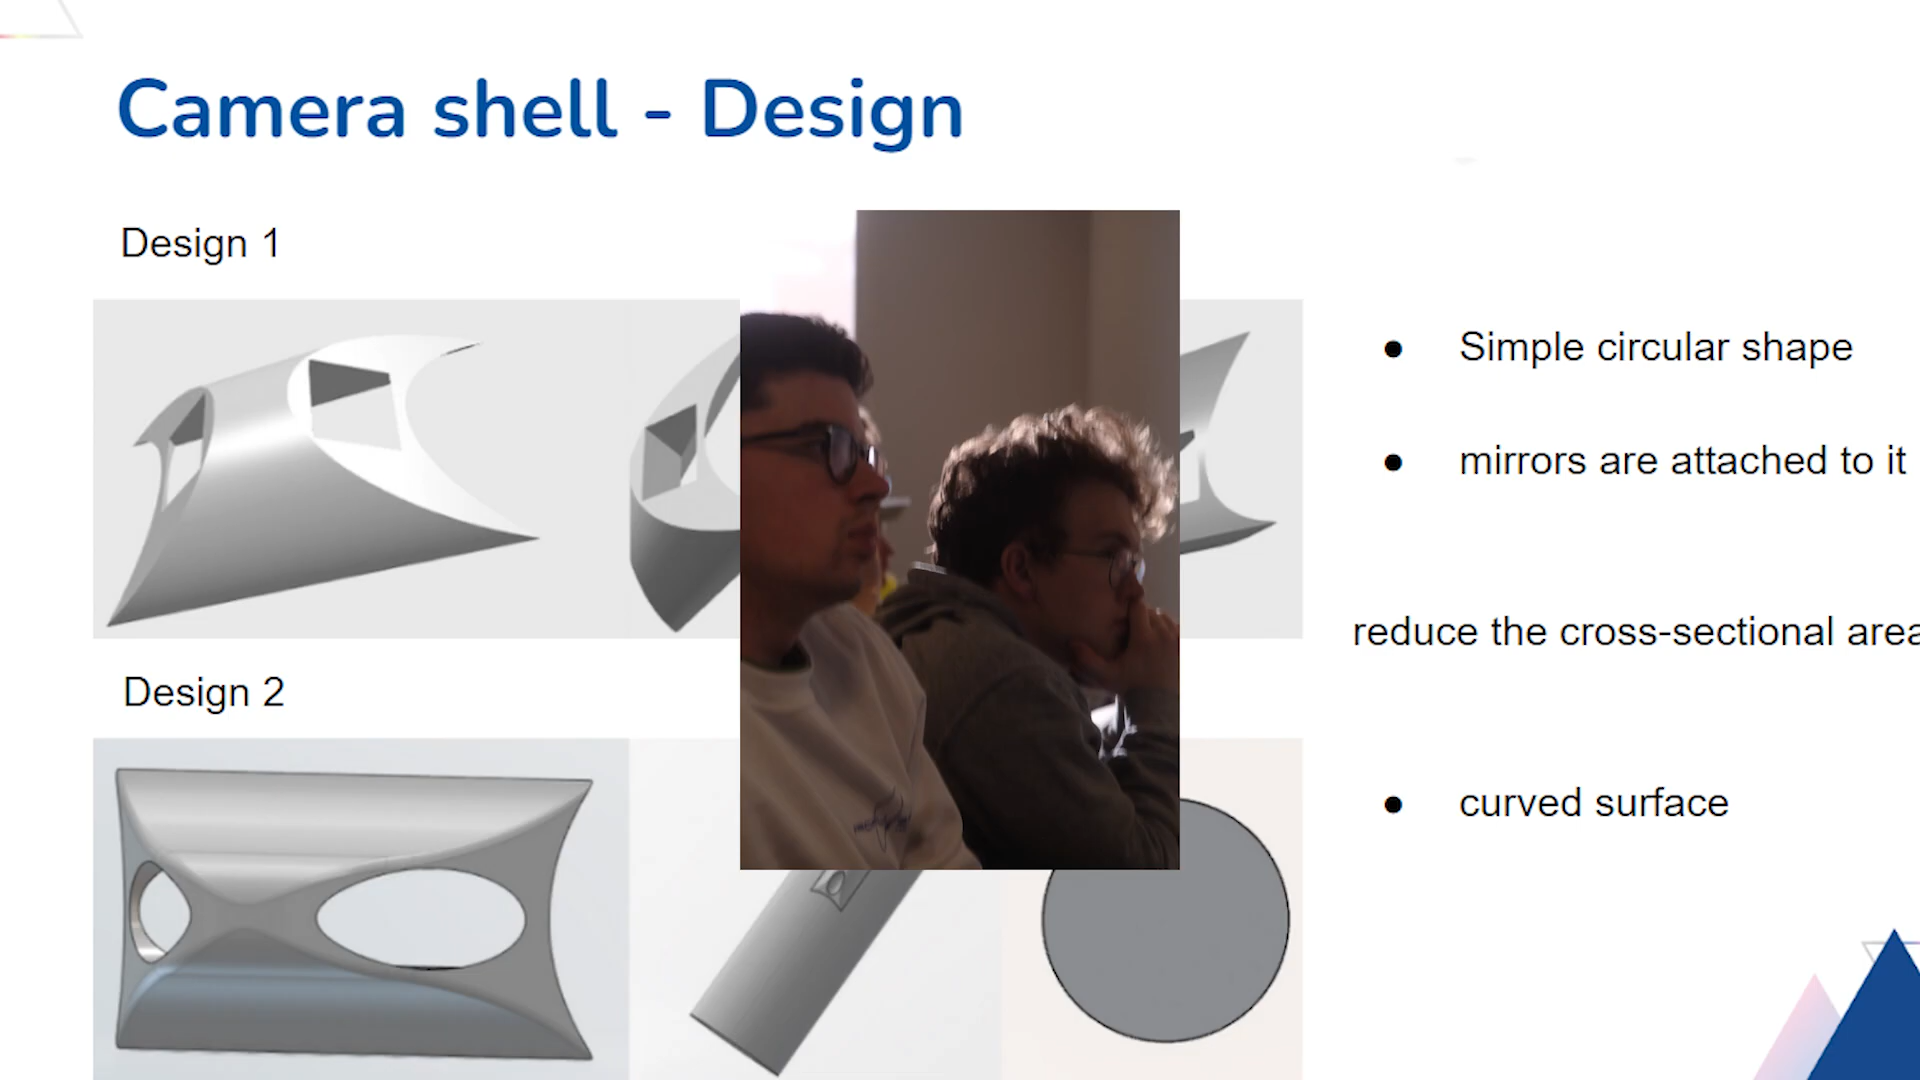 Camera shell - Design
Design 1
● Simple circular shape
● mirrors are attached to it
reduce the cross-sectional area
Design 2
● curved surface